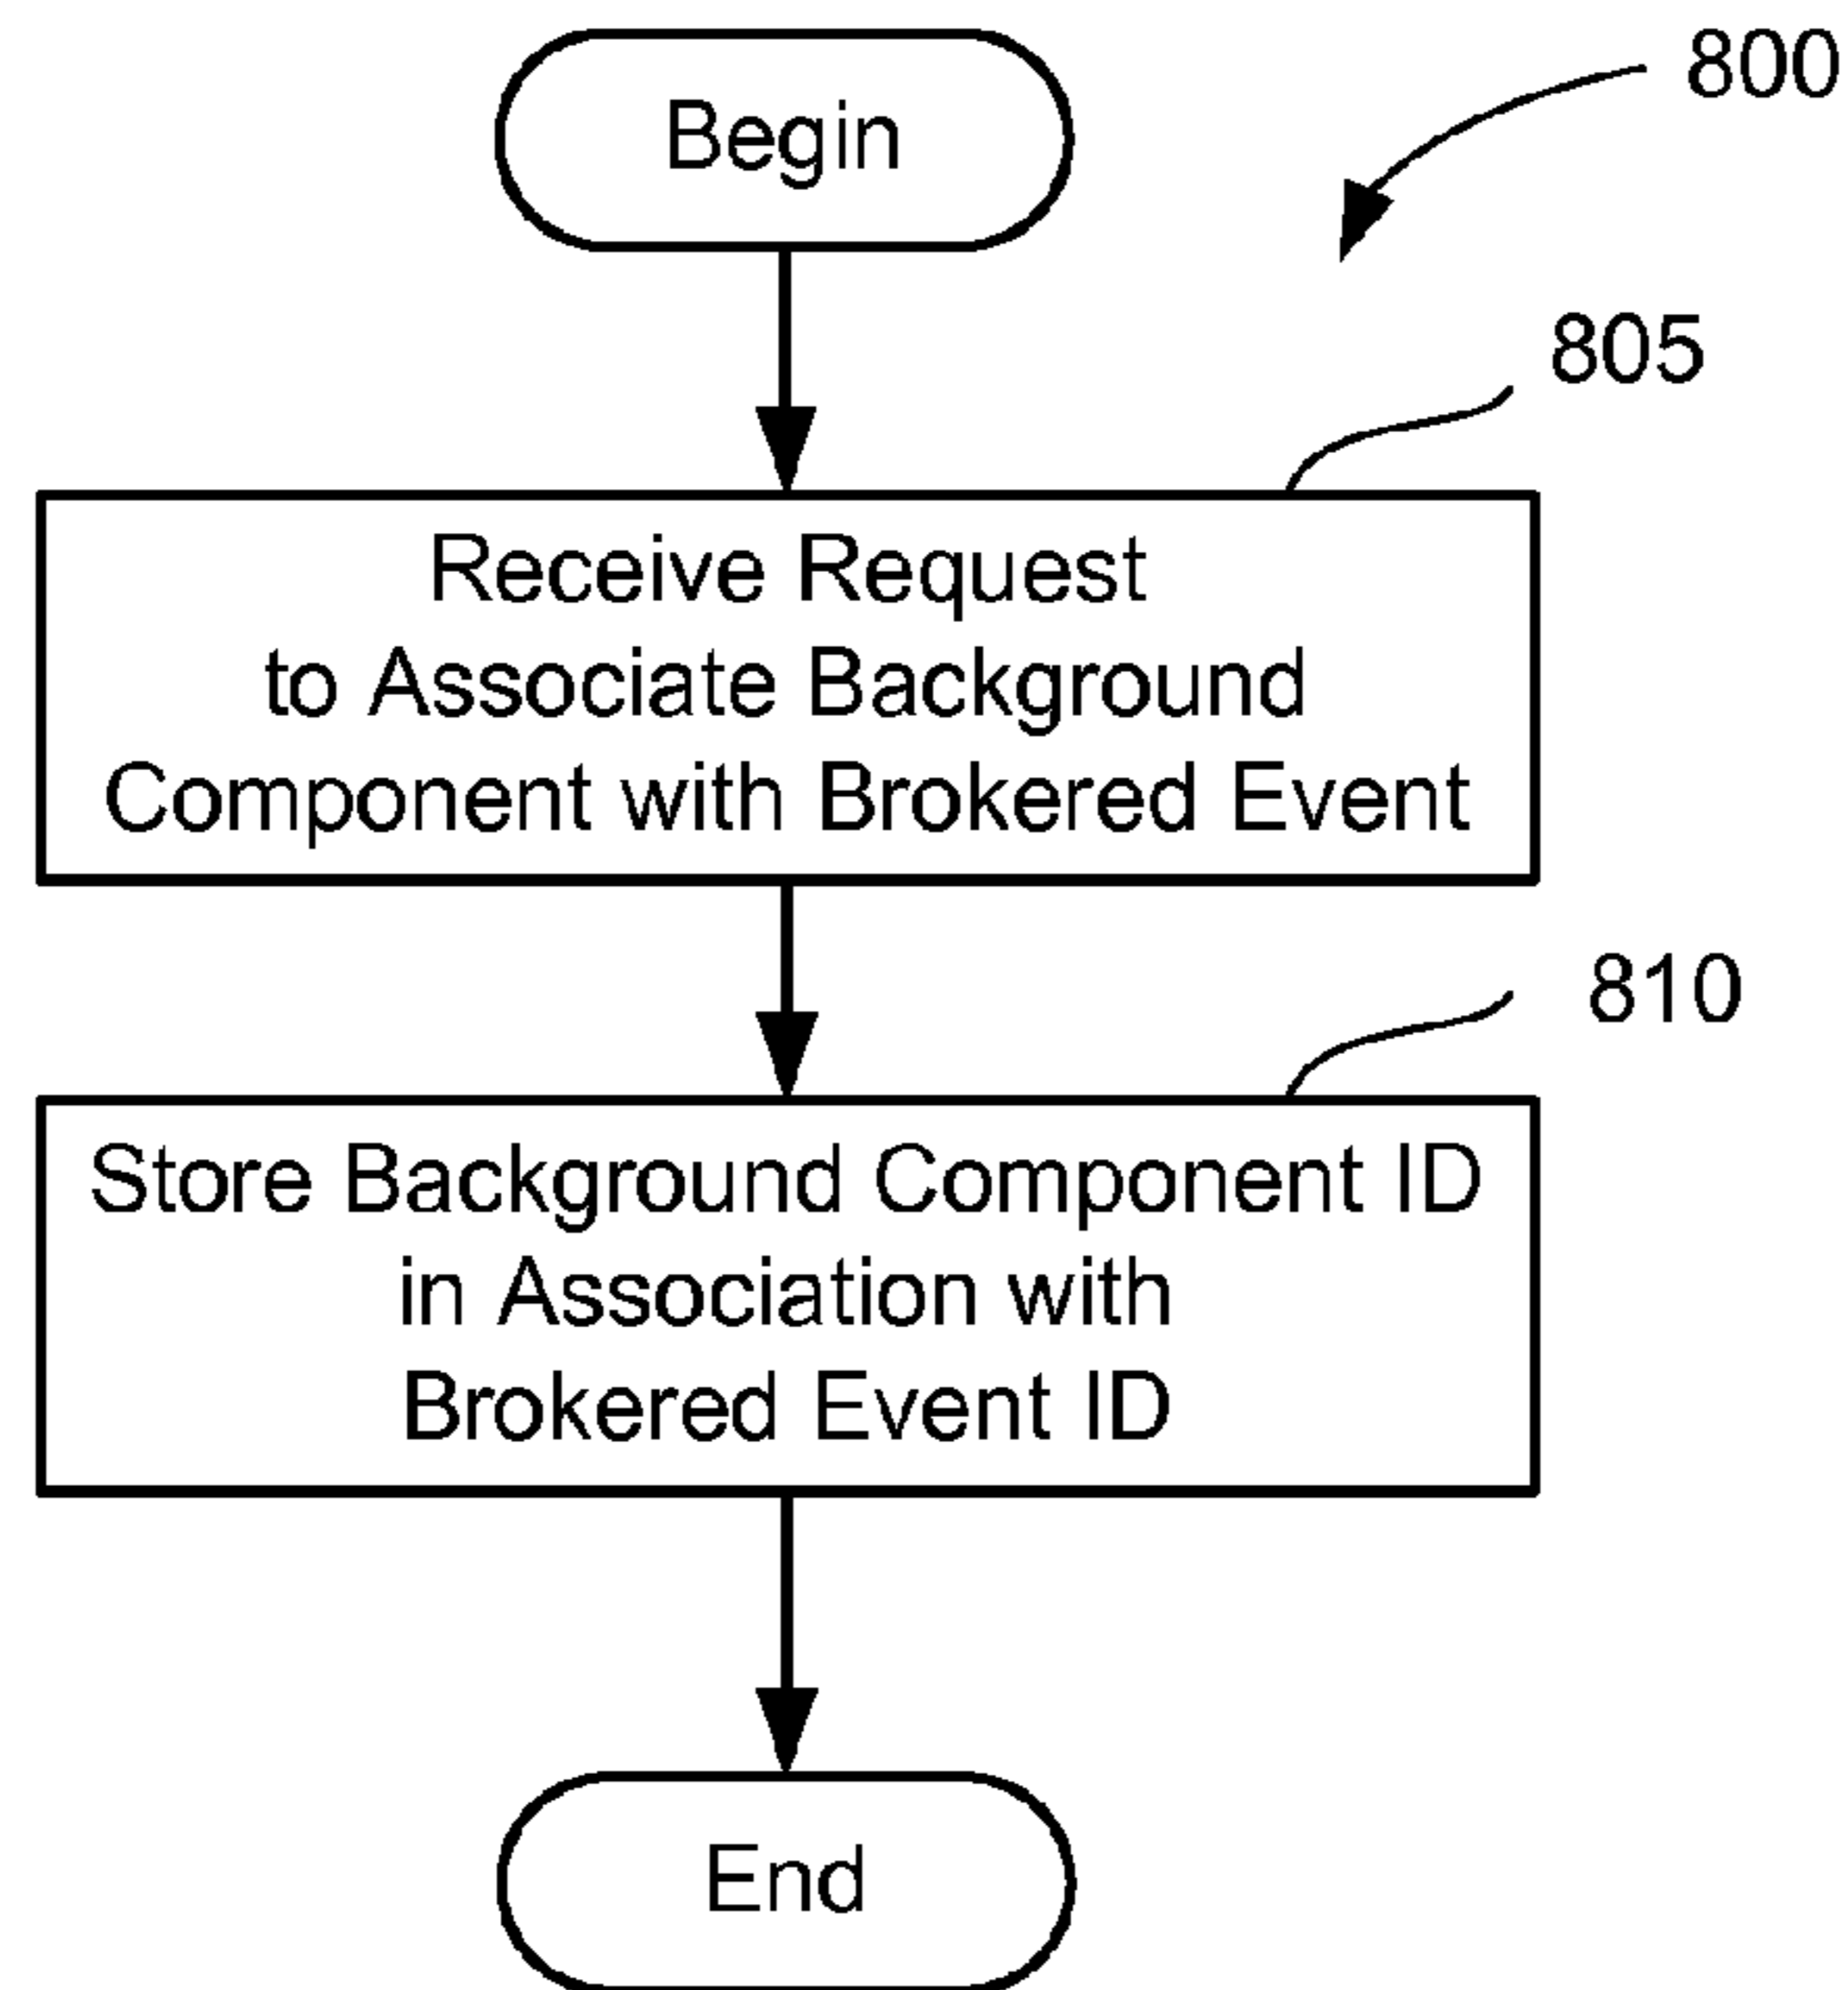 Begin
800
805
Receive Request
to Associate Background
Component with Brokered Event
810
Store Background Component ID
in Association with
Brokered Event ID
End